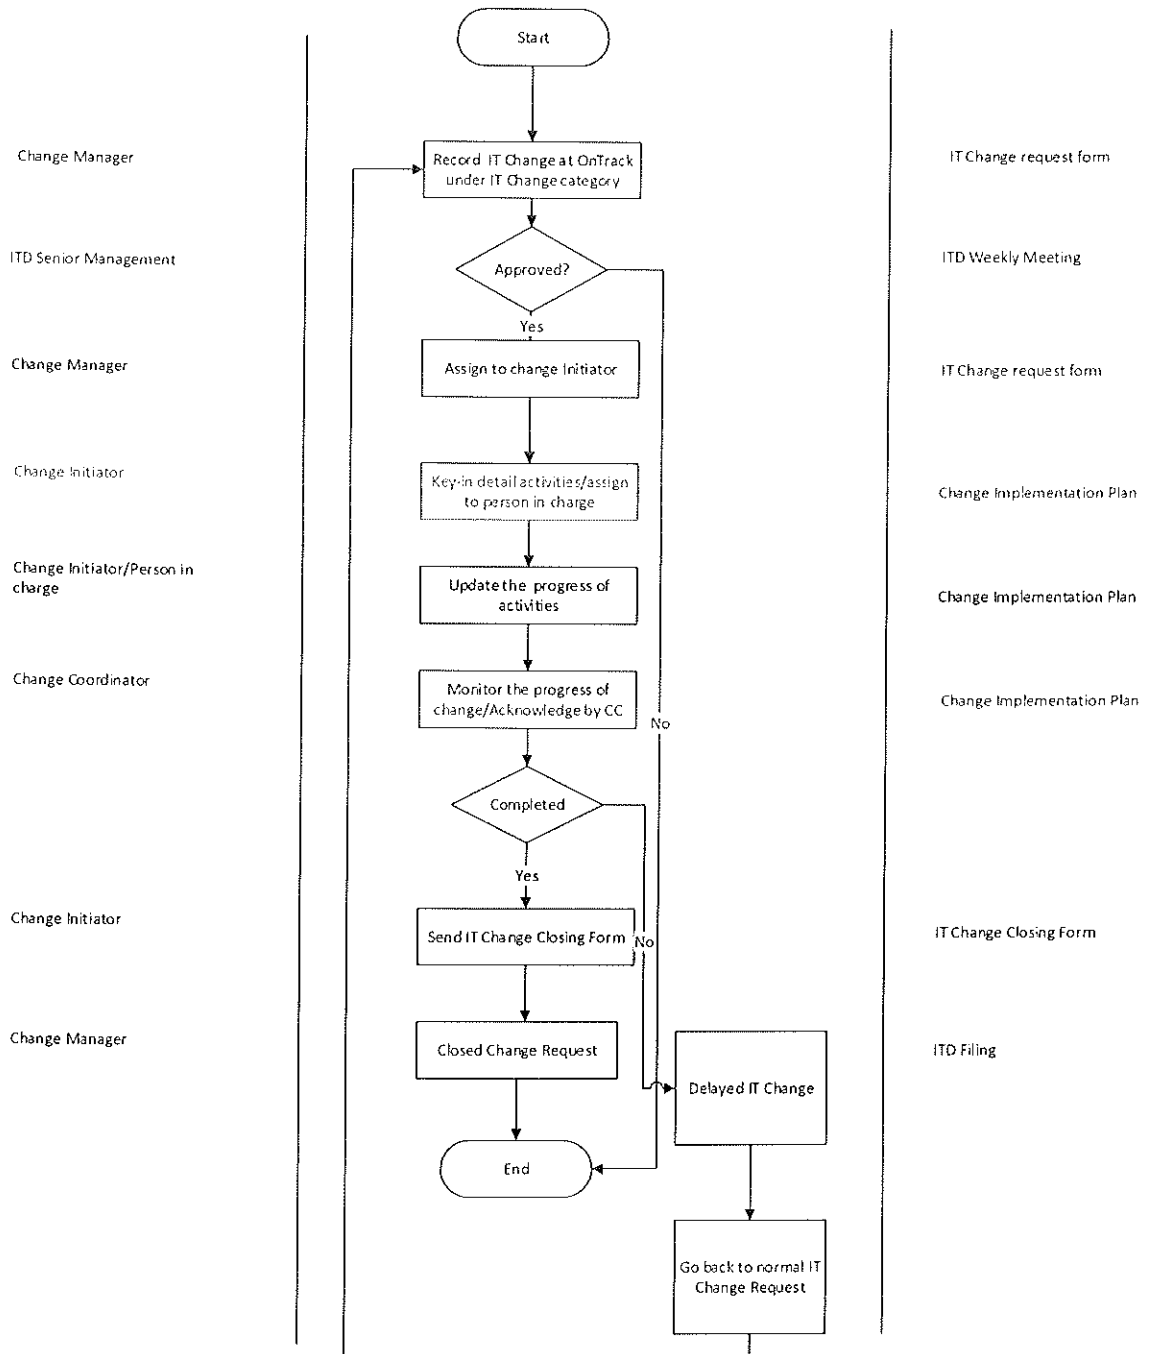 Start
Change Manager
Record IT Change at OnTrack
under IT Change category
IT Change request form
ITD Senior Management
Approved?
ITD Weekly Meeting
Yes
Change Manager
Assign to change Initiator
IT Change request form
Change Initiator
Key-in detail activities/assign
to person in charge
Change Implementation Plan
Change Initiator/Person in
charge
Update the progress of
activities
Change Implementation Plan
Change Coordinator
Monitor the progress of
change/Acknowledge by CC
Change Implementation Plan
No
Completed
Yes
Change Initiator
Send IT Change Closing Form
No
IT Change Closing Form
Change Manager
Closed Change Request
ITD Filing
Delayed IT Change
End
Go back to normal IT
Change Request